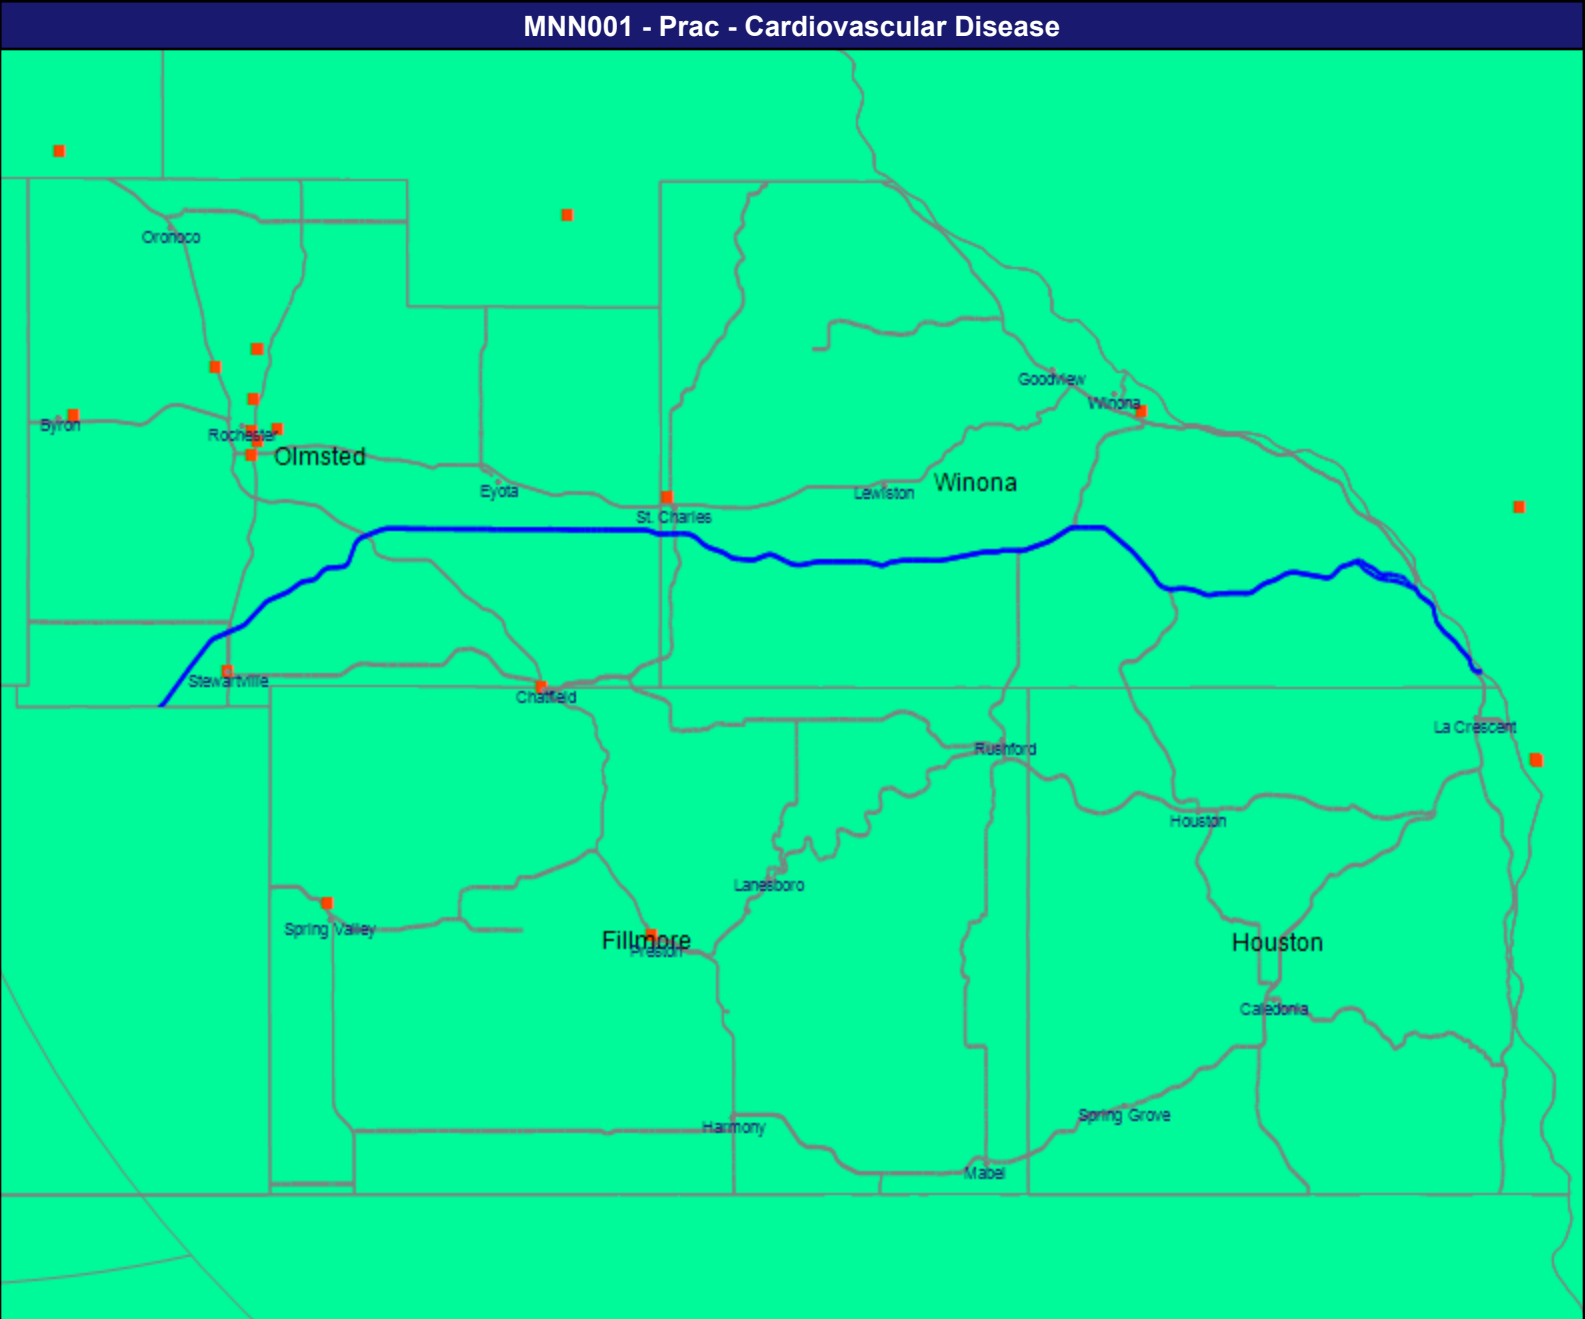 MNN001 - Prac - Cardiovascular Disease
Oronoco
Goodview
Winona
Byron
Rochester
Olmsted
Eyota
Lewiston
Winona
St. Charles
Stewartville
Chatfield
La Crescent
Rushford
Houston
Lanesboro
Spring Valley
Fillmore
Preston
Houston
Caledonia
Spring Grove
Harmony
Mabel